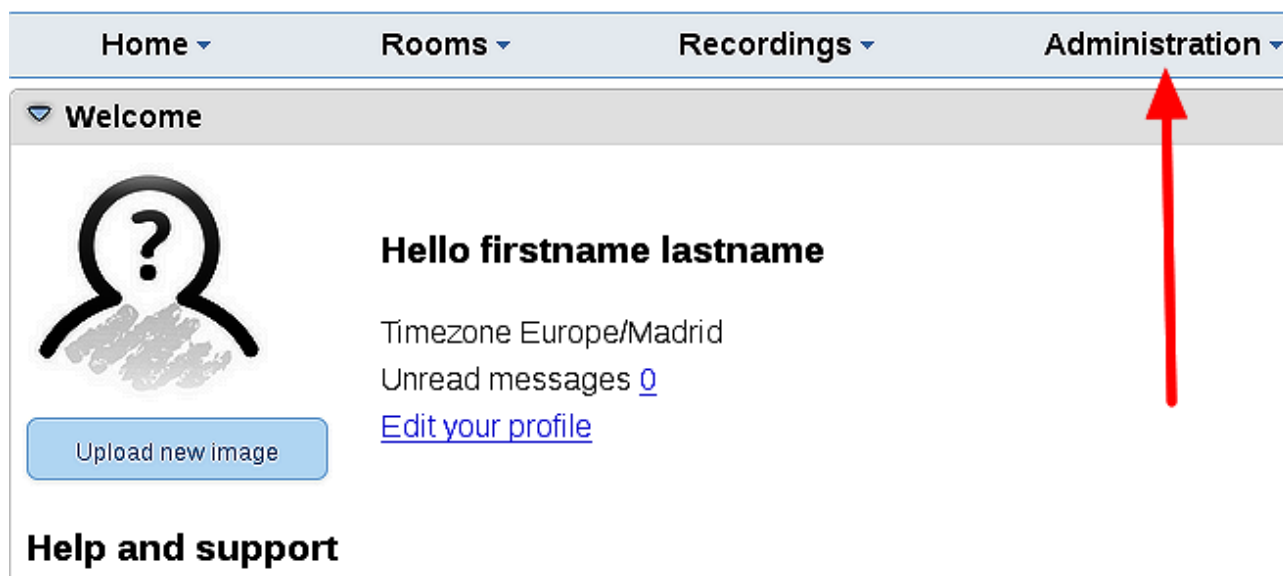 Home Rooms Recordings Administration
Welcome
?
Hello firstname lastname
Timezone Europe/Madrid
Unread messages 0
Edit your profile
Upload new image
Help and support